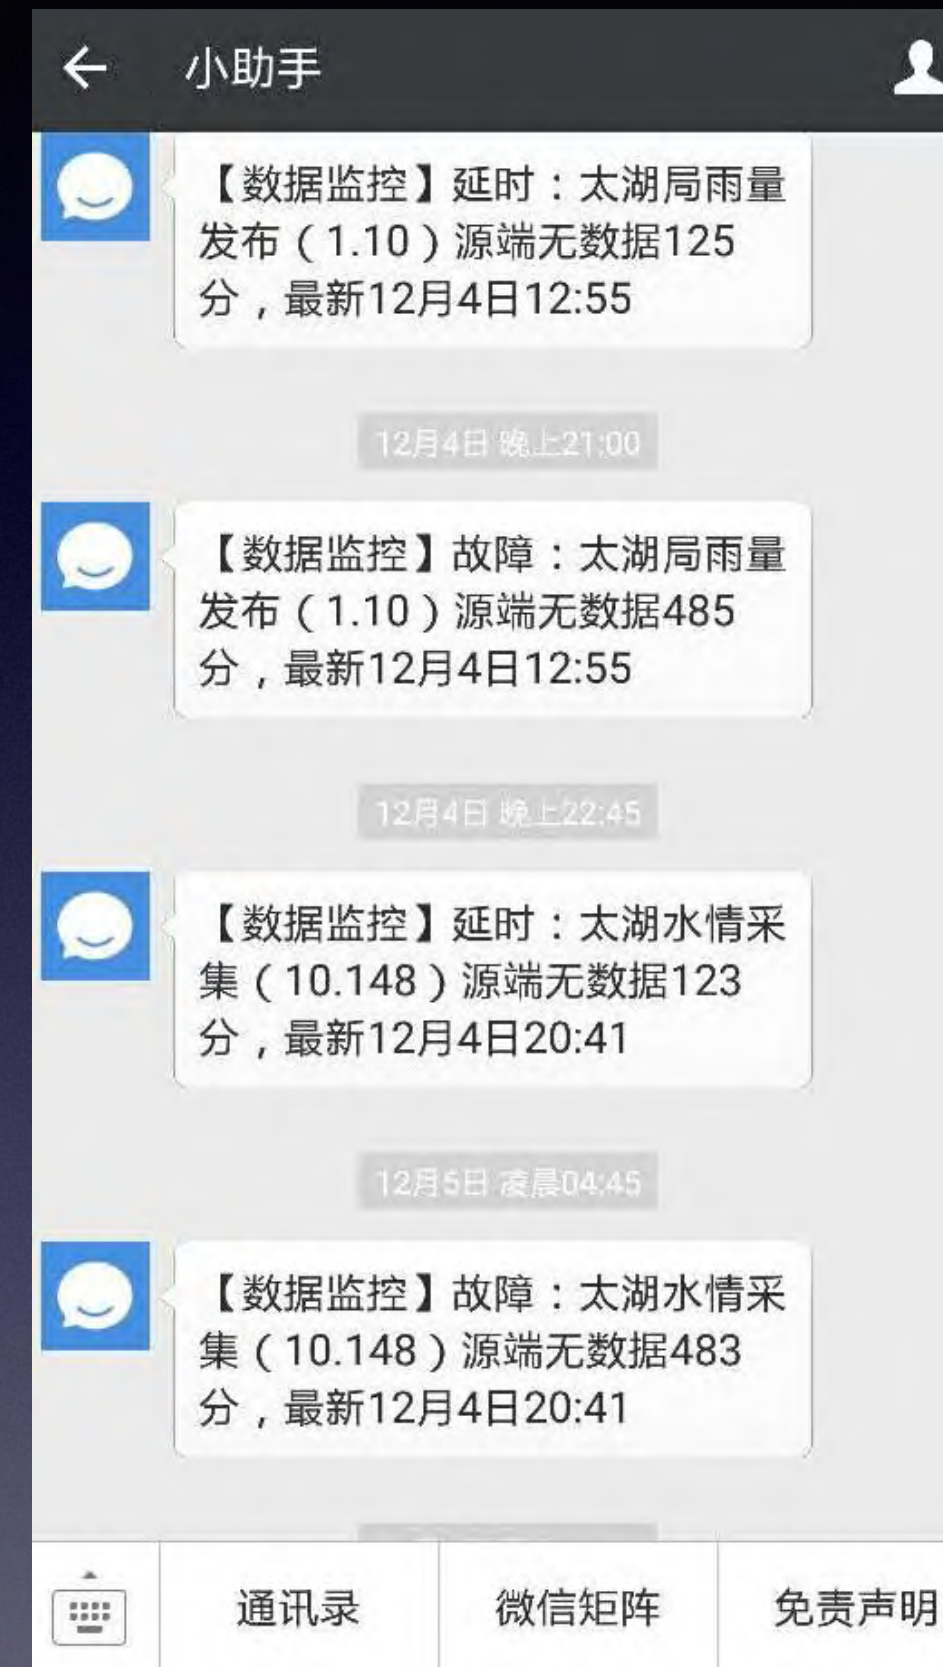 小助手
【数据监控】延时：太湖局雨量
发布（1.10）源端无数据125
分，最新12月4日12:55
12月4日 晚上21:00
【数据监控】故障：太湖局雨量
发布（1.10）源端无数据485
分，最新12月4日12:55
12月4日 晚上22:45
【数据监控】延时：太湖水情采
集（10.148）源端无数据123
分，最新12月4日20:41
12月5日 凌晨04:45
【数据监控】故障：太湖水情采
集（10.148）源端无数据483
分，最新12月4日20:41
通讯录
微信矩阵
免责声明